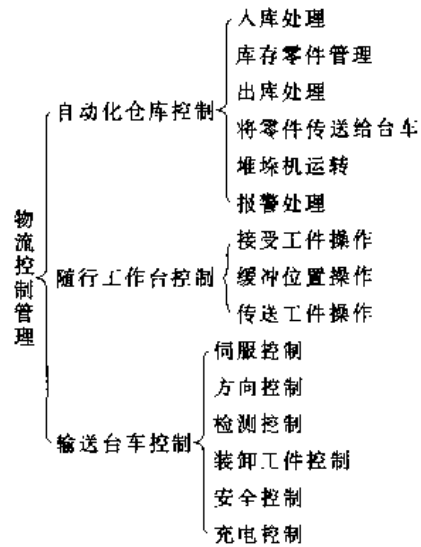 物流控制管理
自动化仓库控制
入库处理
库存零件管理
出库处理
将零件传送给台车
堆垛机运转
报警处理
随行工作台控制
接受工件操作
缓冲位置操作
传送工件操作
输送台车控制
伺服控制
方向控制
检测控制
装卸工件控制
安全控制
充电控制